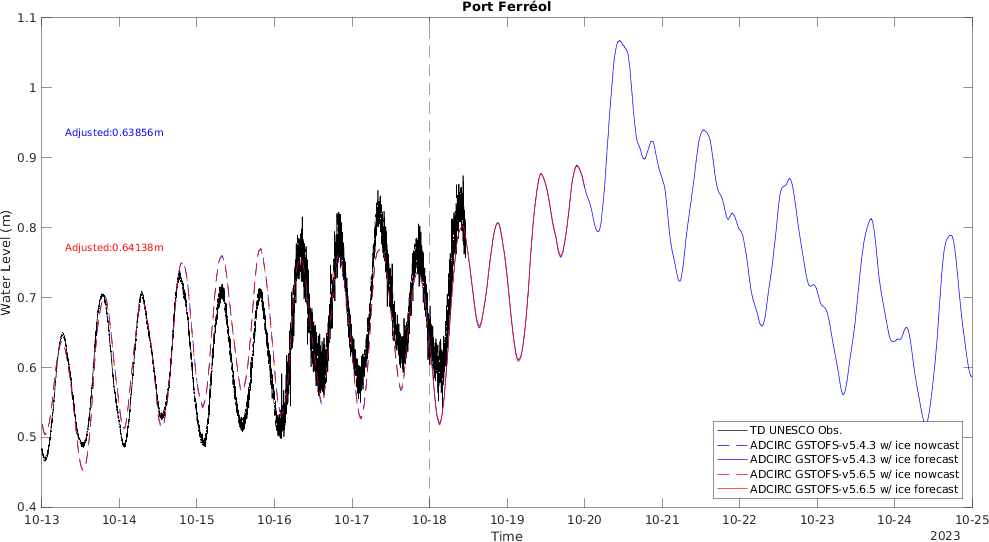 Port Ferréol
Water Level (m)
1.1
1
0.9
0.8
0.7
0.6
0.5
0.4
Adjusted:0.63856m
Adjusted:0.64138m
TD UNESCO Obs.
ADCIRC GSTOFS-v5.4.3 w/ ice nowcast
ADCIRC GSTOFS-v5.4.3 w/ ice forecast
ADCIRC GSTOFS-v5.6.5 w/ ice nowcast
ADCIRC GSTOFS-v5.6.5 w/ ice forecast
10-13 10-14 10-15 10-16 10-17 10-18 10-19 10-20 10-21 10-22 10-23 10-24 10-25
Time
2023